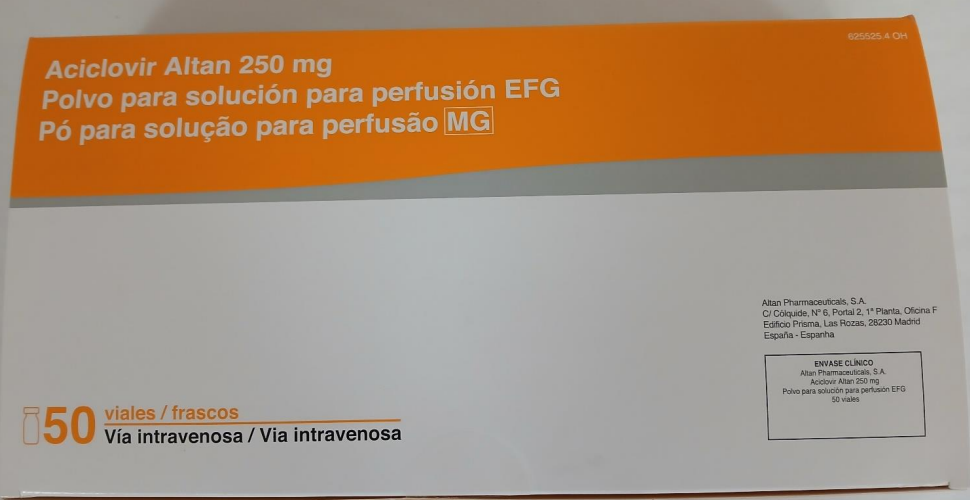 625525.4 OH
Aciclovir Altan 250 mg
Polvo para solución para perfusión EFG
Pó para solução para perfusão MG
Altan Pharmaceuticals, S.A.
C/ Cólquide, Nº 6, Portal 2, 1ª Planta, Oficina F
Edificio Prisma, Las Rozas, 28230 Madrid
España - Espanha
ENVASE CLÍNICO
Altan Pharmaceuticals, S.A.
Aciclovir Altan 250 mg
Polvo para solución para perfusión EFG
50 viales
50 viales / frascos
Vía intravenosa / Via intravenosa